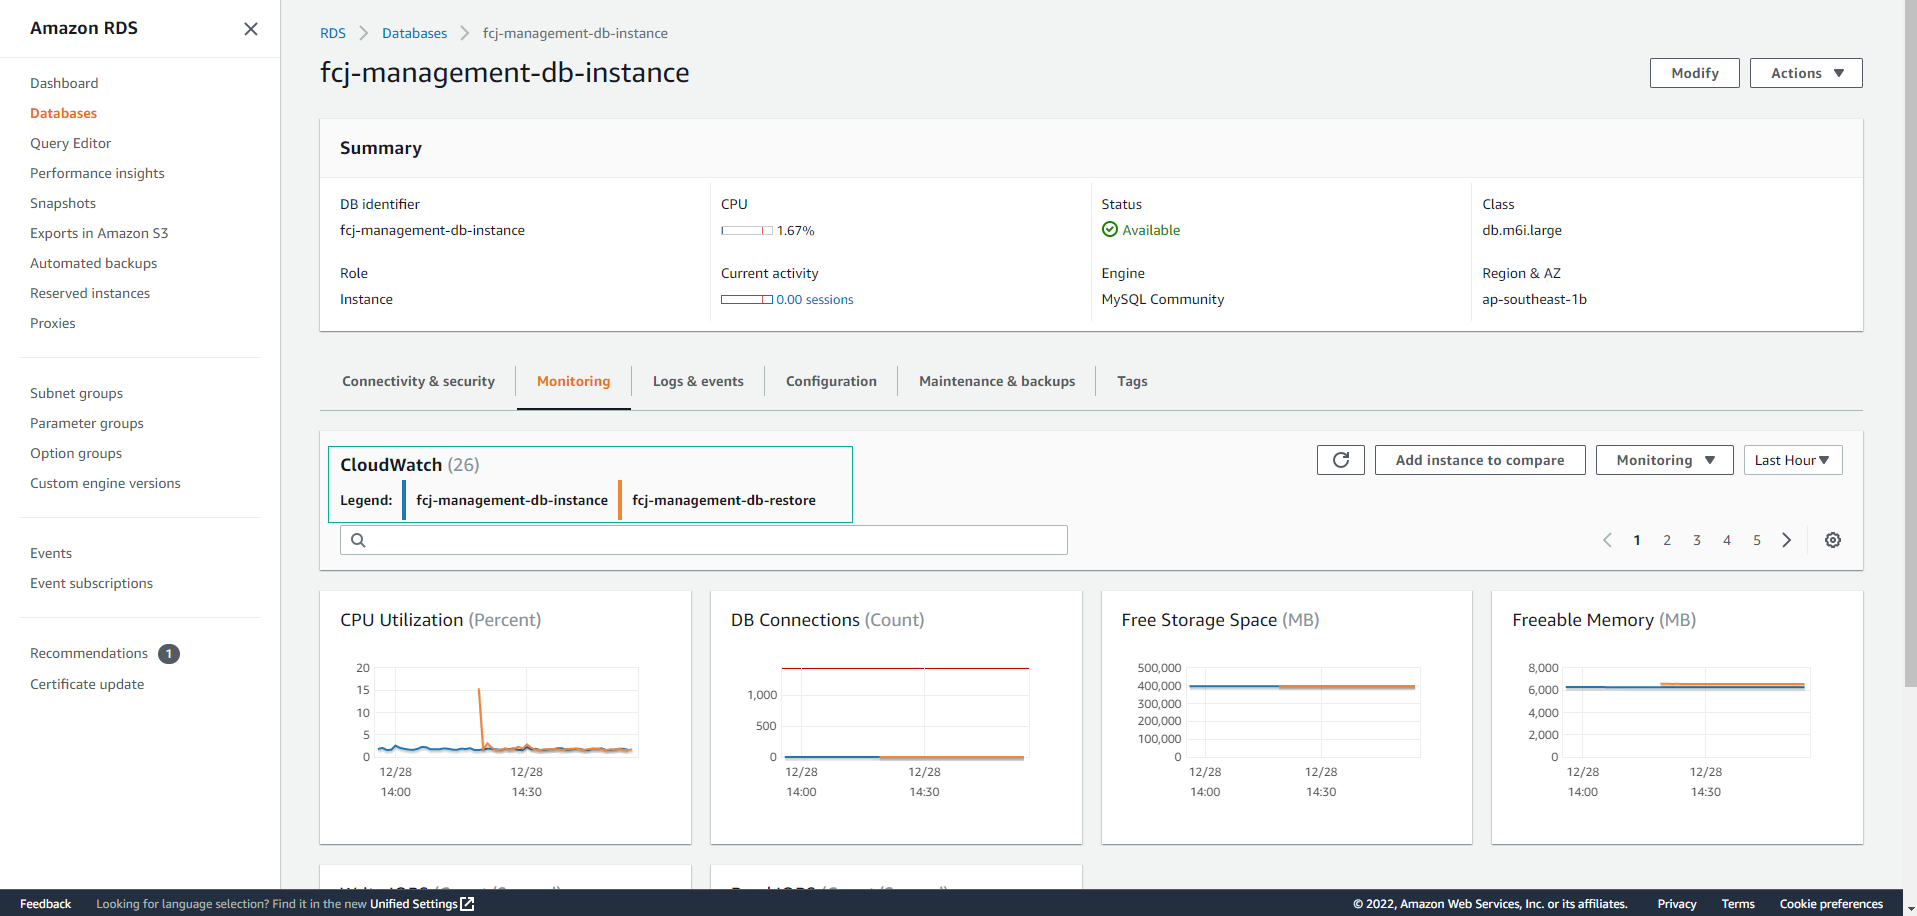 Amazon RDS
Dashboard
Databases
Query Editor
Performance insights
Snapshots
Exports in Amazon S3
Automated backups
Reserved instances
Proxies
Subnet groups
Parameter groups
Option groups
Custom engine versions
Events
Event subscriptions
Recommendations 1
Certificate update
RDS Databases fcj-management-db-instance
fcj-management-db-instance
Modify Actions
Summary
DB identifier
fcj-management-db-instance
Role
Instance
CPU
1.67%
Current activity
0.00 sessions
Status
Available
Engine
MySQL Community
Class
db.m6i.large
Region & AZ
ap-southeast-1b
Connectivity & security Monitoring Logs & events Configuration Maintenance & backups Tags
CloudWatch (26)
Legend: fcj-management-db-instance fcj-management-db-restore
Add instance to compare Monitoring Last Hour
1 2 3 4 5
CPU Utilization (Percent)
20
15
10
5
0
12/28 12/28
14:00 14:30
DB Connections (Count)
1,000
500
0
12/28 12/28
14:00 14:30
Free Storage Space (MB)
500,000
400,000
300,000
200,000
100,000
0
12/28 12/28
14:00 14:30
Freeable Memory (MB)
8,000
6,000
4,000
2,000
0
12/28 12/28
14:00 14:30
Feedback Looking for language selection? Find it in the new Unified Settings
© 2022, Amazon Web Services, Inc. or its affiliates. Privacy Terms Cookie preferences